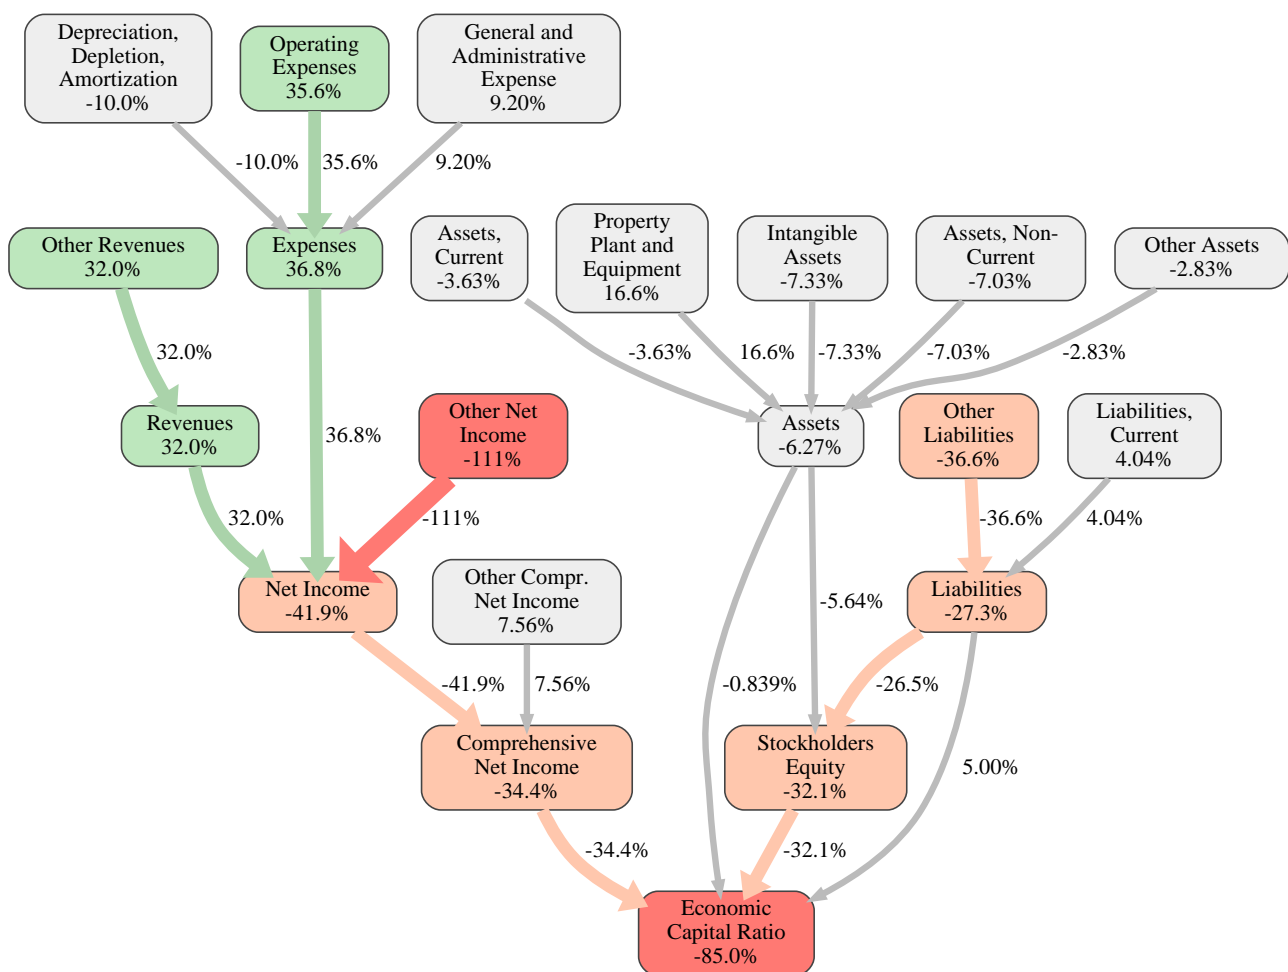 Depreciation,
Depletion,
Amortization
-10.0%
Operating
Expenses
35.6%
General and
Administrative
Expense
9.20%
-10.0%
35.6%
9.20%
Other Revenues
32.0%
Expenses
36.8%
Assets,
Current
-3.63%
Property
Plant and
Equipment
16.6%
Intangible
Assets
-7.33%
Assets, Non-
Current
-7.03%
Other Assets
-2.83%
32.0%
-3.63%
16.6%
-7.33%
-7.03%
-2.83%
Revenues
32.0%
36.8%
Other Net
Income
-111%
Assets
-6.27%
Other
Liabilities
-36.6%
Liabilities,
Current
4.04%
32.0%
-111%
-36.6%
4.04%
Net Income
-41.9%
Other Compr.
Net Income
7.56%
-5.64%
Liabilities
-27.3%
-41.9%
7.56%
-0.839%
-26.5%
Comprehensive
Net Income
-34.4%
Stockholders
Equity
-32.1%
5.00%
-34.4%
-32.1%
Economic
Capital Ratio
-85.0%